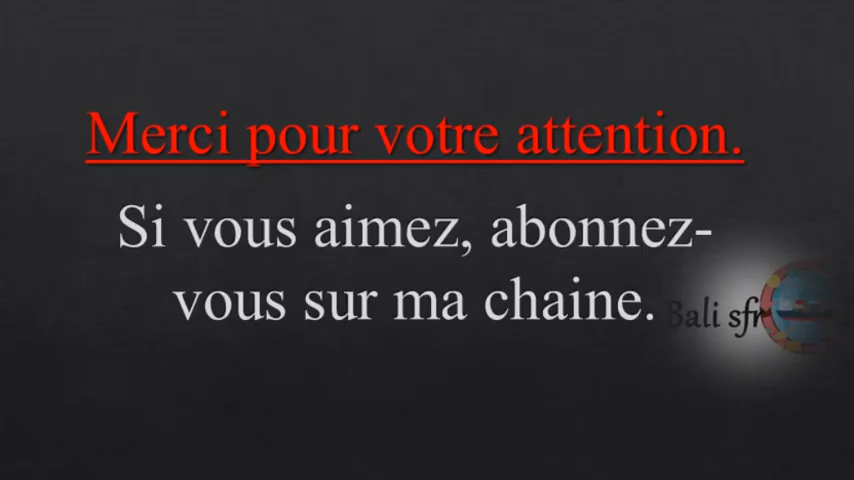 Merci pour votre attention.
Si vous aimez, abonnez-
vous sur ma chaine.
Bali sfr